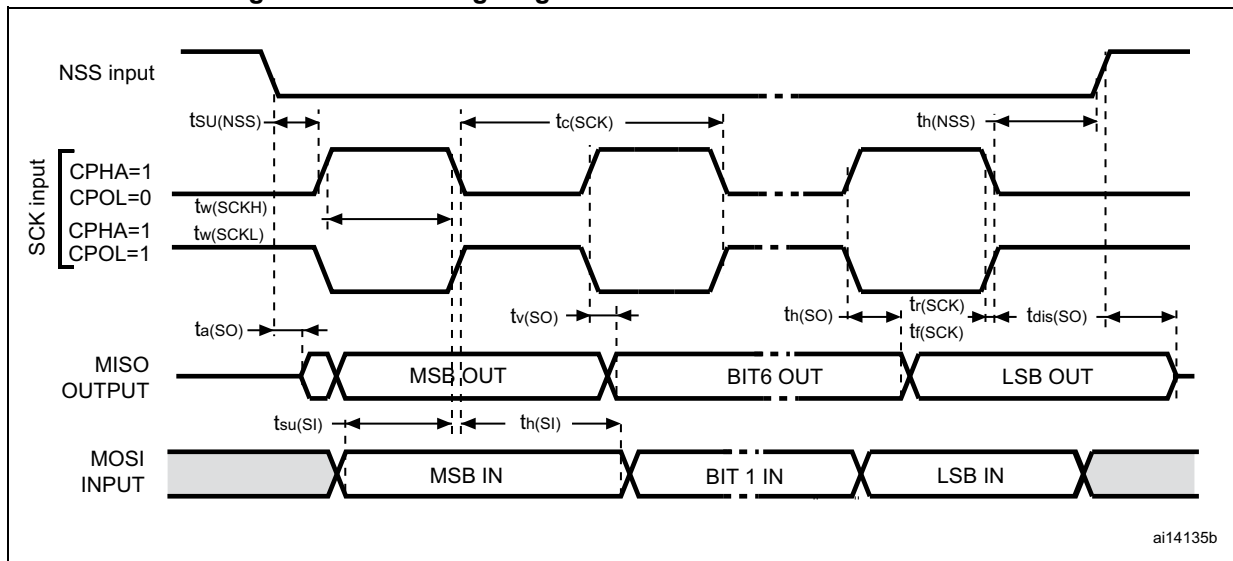 NSS input
tSU(NSS)
tc(SCK)
th(NSS)
SCK input
CPHA=1
CPOL=0
tw(SCKH)
CPHA=1
tw(SCKL)
CPOL=1
ta(SO)
tv(SO)
th(SO)
tr(SCK)
tf(SCK)
tdis(SO)
MISO
OUTPUT
MSB OUT
BIT6 OUT
LSB OUT
tsu(SI)
th(SI)
MOSI
INPUT
MSB IN
BIT 1 IN
LSB IN
ai14135b